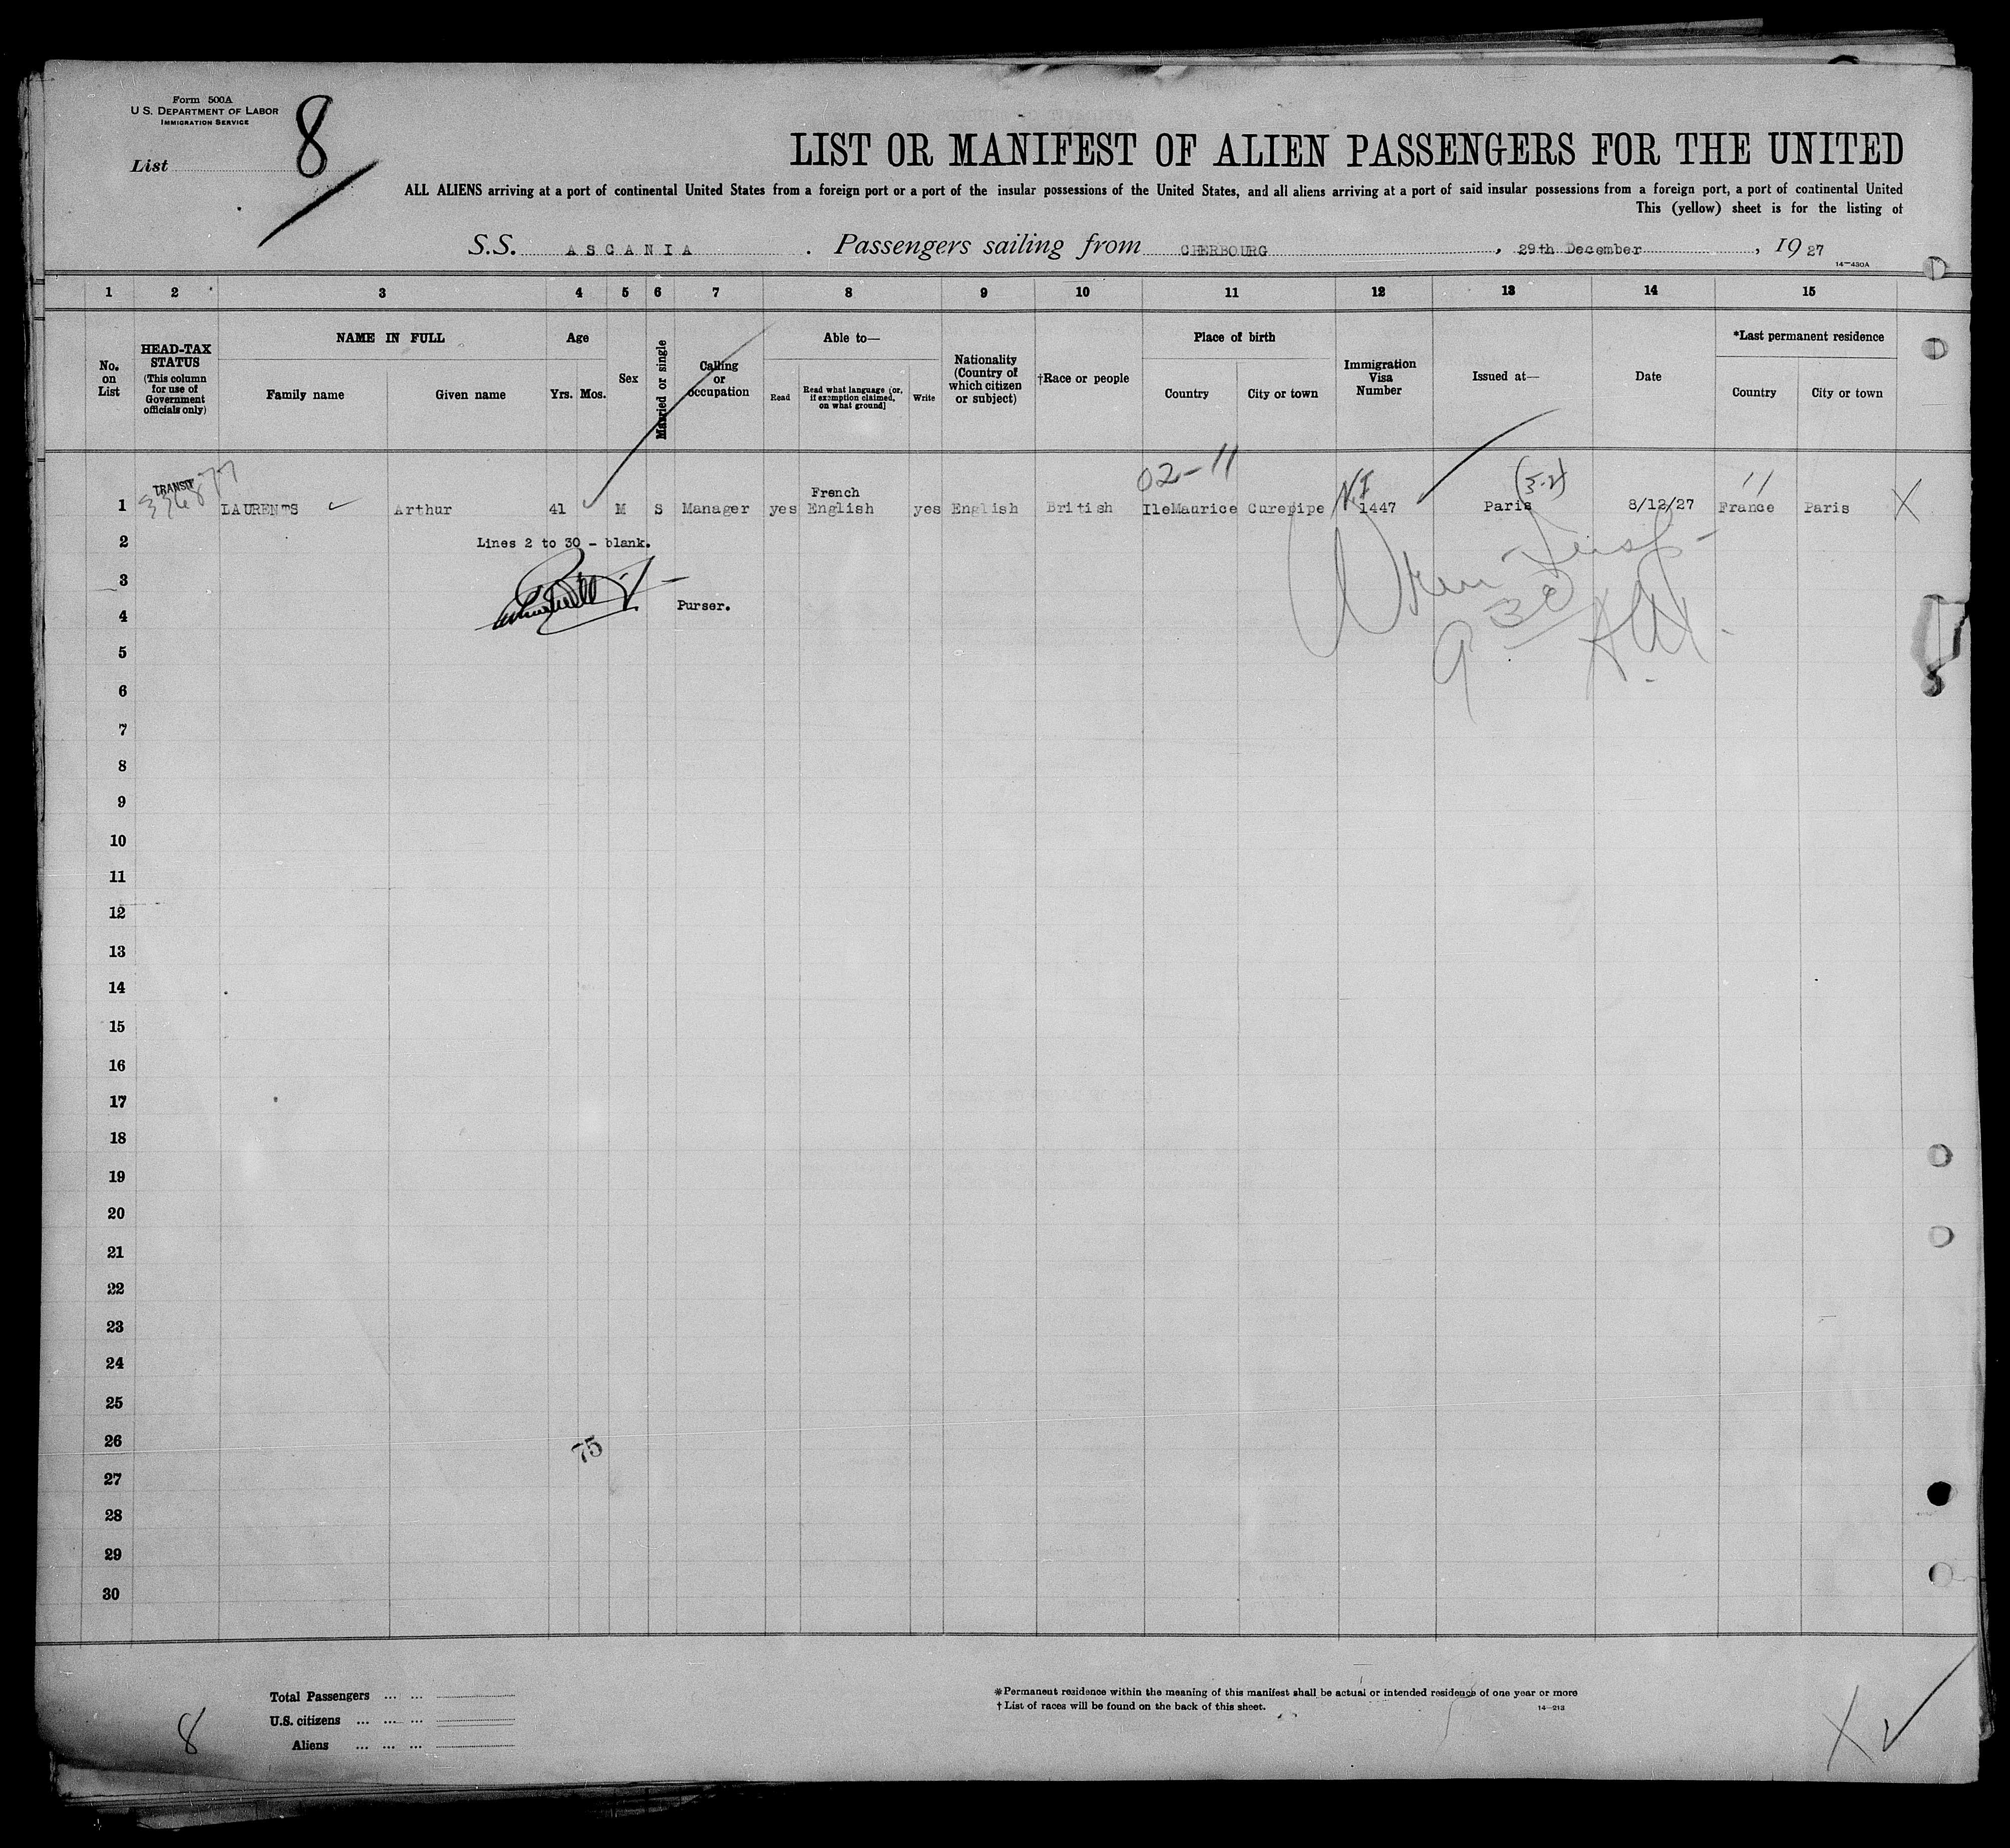 Form 500A
U S. DEPARTMENT OF LABOR
IMMIGRATION SERVICE
List 8
LIST OR MANIFEST OF ALIEN PASSENGERS FOR THE UNITED
ALL ALIENS arriving at a port of continental United States from a foreign port or a port of the insular possessions of the United States, and all aliens arriving at a port of said insular possessions from a foreign port, a port of continental United
This (yellow) sheet is for the listing of
S.S. ASCANIA . Passengers sailing from CHERBOURG , 29th December , 1927
14-430A
1 2 3 4 5 6 7 8 9 10 11 12 13 14 15
No. on List
HEAD-TAX STATUS (This column for use of Government officials only)
NAME IN FULL
Family name Given name
Age
Yrs. Mos.
Sex
Married or single
Calling or occupation
Able to—
Read Read what language [or, if exemption claimed, on what ground] Write
Nationality (Country of which citizen or subject)
†Race or people
Place of birth
Country City or town
Immigration Visa Number
Issued at—
Date
*Last permanent residence
Country City or town
02-11
TRANSIT
French
1 LAURENTS Arthur 41 M S Manager yes English yes English British IleMaurice Curepipe 1447 Paris 8/12/27 France Paris X
2 Lines 2 to 30 - blank.
3
4 Purser.
5
6
7
8
9
10
11
12
13
14
15
16
17
18
19
20
21
22
23
24
25
26
75
27
28
29
30
Total Passengers ... ...
U.S. citizens ... ... ...
Aliens ... ... ...
8
*Permanent residence within the meaning of this manifest shall be actual or intended residence of one year or more
† List of races will be found on the back of this sheet.
14-213
X